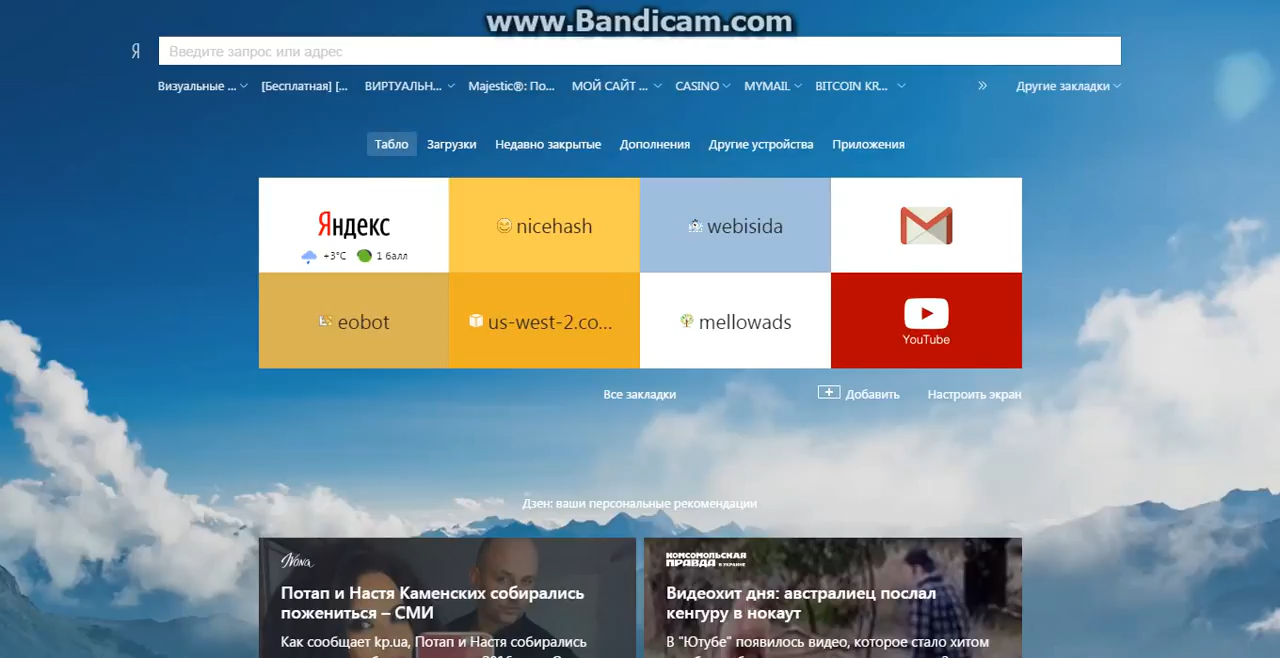 www.Bandicam.com
Я Введите запрос или адрес
Визуальные ... [Бесплатная] [... ВИРТУАЛЬН... Majestic®: По... МОЙ САЙТ ... CASINO MYMAIL BITCOIN KR... » Другие закладки
Табло Загрузки Недавно закрытые Дополнения Другие устройства Приложения
Яндекс nicehash webisida
+3°C 1 балл
eobot us-west-2.co... mellowads YouTube
Все закладки Добавить Настроить экран
Дзен: ваши персональные рекомендации
Ivona
Потап и Настя Каменских собирались
пожениться – СМИ
Как сообщает kp.ua, Потап и Настя собирались
КОМСОМОЛЬСКАЯ
ПРАВДА В УКРАИНЕ
Видеохит дня: австралиец послал
кенгуру в нокаут
В "Ютубе" появилось видео, которое стало хитом